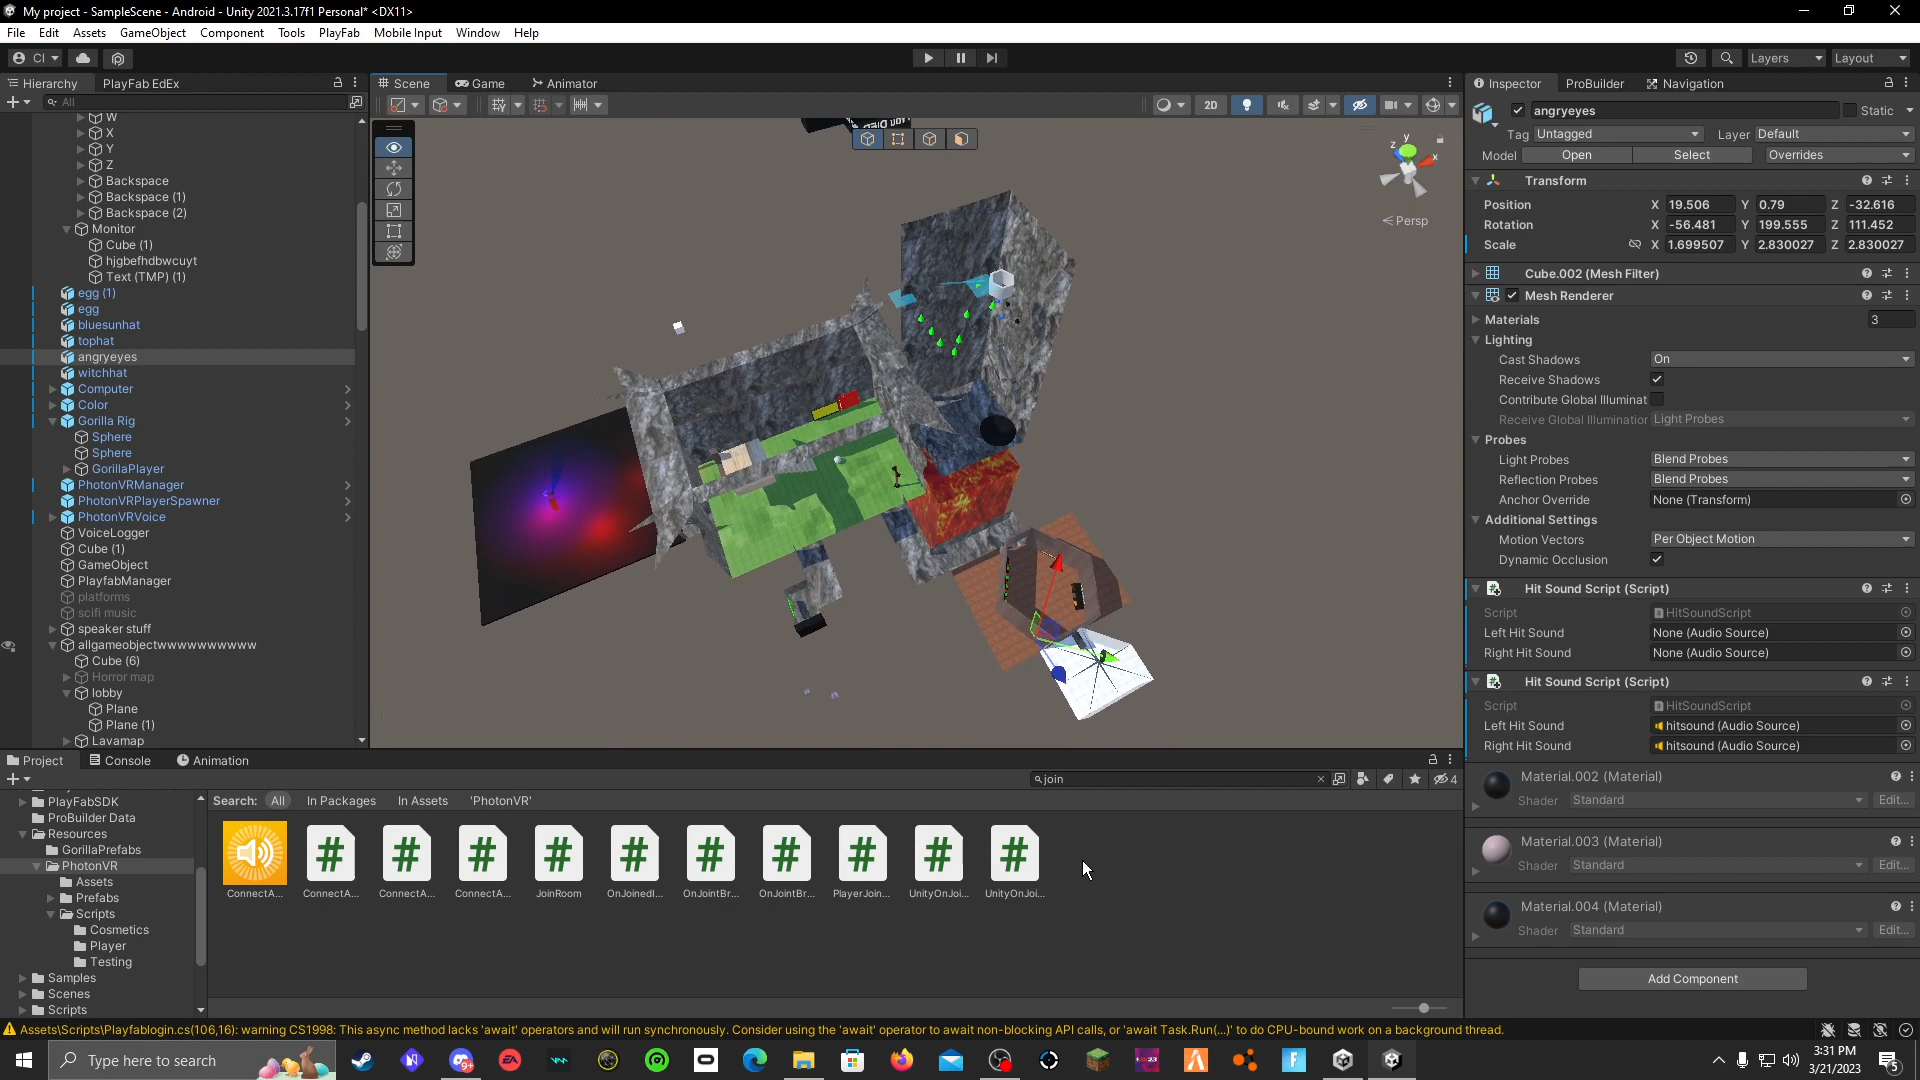 My project - SampleScene - Android - Unity 2021.3.17f1 Personal* <DX11>
File Edit Assets GameObject Component Tools PlayFab Mobile Input Window Help
CI
Layers Layout
Hierarchy PlayFab EdEx
All
W
X
Y
Z
Backspace
Backspace (1)
Backspace (2)
Monitor
Cube (1)
hjgbefhdbwcuyt
Text (TMP) (1)
egg (1)
egg
bluesunhat
tophat
angryeyes
witchhat
Computer
Color
Gorilla Rig
Sphere
Sphere
GorillaPlayer
PhotonVRManager
PhotonVRPlayerSpawner
PhotonVRVoice
VoiceLogger
Cube (1)
GameObject
PlayfabManager
platforms
scifi music
speaker stuff
allgameobjectwwwwwwwwwww
Cube (6)
Horror map
lobby
Plane
Plane (1)
Lavamap
Scene Game Animator
2D
y
z
x
Persp
Inspector ProBuilder Navigation
angryeyes Static
Tag Untagged Layer Default
Model Open Select Overrides
Transform
Position X 19.506 Y 0.79 Z -32.616
Rotation X -56.481 Y 199.555 Z 111.452
Scale X 1.699507 Y 2.830027 Z 2.830027
Cube.002 (Mesh Filter)
Mesh Renderer
Materials 3
Lighting
Cast Shadows On
Receive Shadows
Contribute Global Illuminat
Receive Global Illumination Light Probes
Probes
Light Probes Blend Probes
Reflection Probes Blend Probes
Anchor Override None (Transform)
Additional Settings
Motion Vectors Per Object Motion
Dynamic Occlusion
Hit Sound Script (Script)
Script HitSoundScript
Left Hit Sound None (Audio Source)
Right Hit Sound None (Audio Source)
Hit Sound Script (Script)
Script HitSoundScript
Left Hit Sound hitsound (Audio Source)
Right Hit Sound hitsound (Audio Source)
Material.002 (Material)
Shader Standard Edit...
Material.003 (Material)
Shader Standard Edit...
Material.004 (Material)
Shader Standard Edit...
Add Component
Project Console Animation
join
4
PlayFabSDK
ProBuilder Data
Resources
GorillaPrefabs
PhotonVR
Assets
Prefabs
Scripts
Cosmetics
Player
Testing
Samples
Scenes
Scripts
Search: All In Packages In Assets 'PhotonVR'
ConnectA... ConnectA... ConnectA... ConnectA... JoinRoom OnJoinedI... OnJointBr... OnJointBr... PlayerJoin... UnityOnJoi... UnityOnJoi...
Assets\Scripts\Playfablogin.cs(106,16): warning CS1998: This async method lacks 'await' operators and will run synchronously. Consider using the 'await' operator to await non-blocking API calls, or 'await Task.Run(...)' to do CPU-bound work on a background thread.
Type here to search
3:31 PM
3/21/2023
5